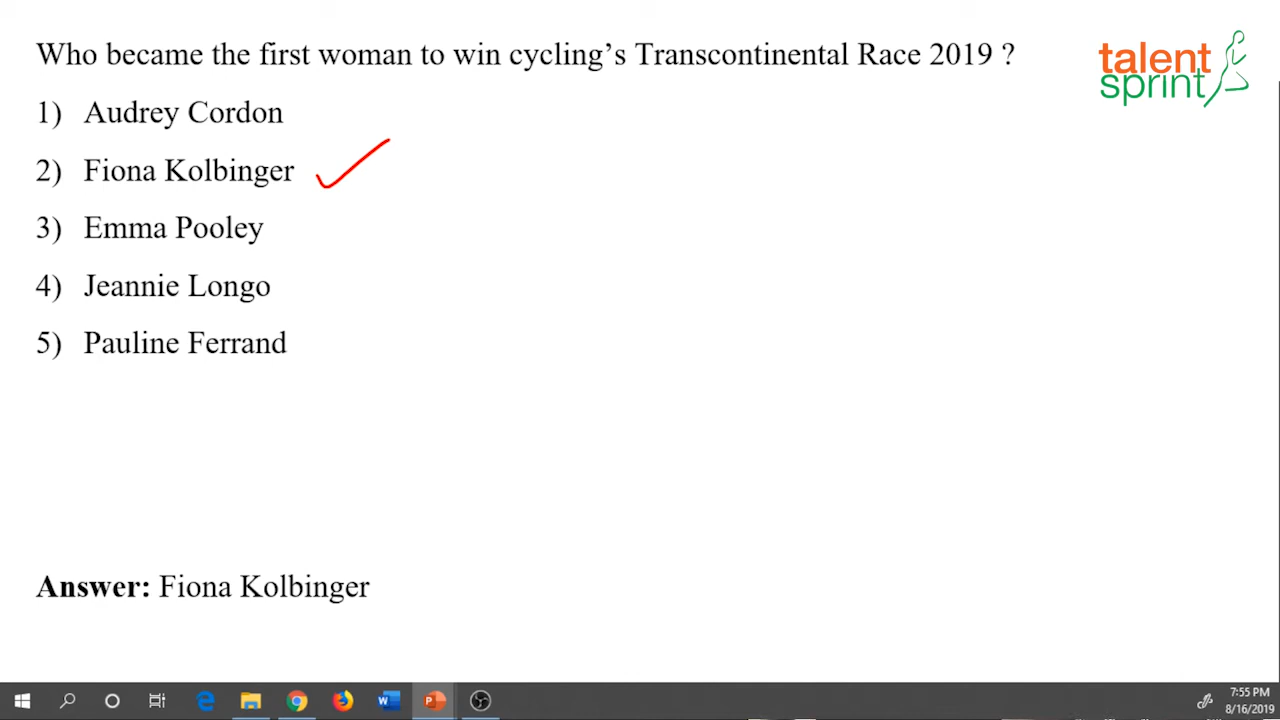 Who became the first woman to win cycling’s Transcontinental Race 2019 ?
talent
sprint
1) Audrey Cordon
2) Fiona Kolbinger
3) Emma Pooley
4) Jeannie Longo
5) Pauline Ferrand
Answer: Fiona Kolbinger
7:55 PM
8/16/2019